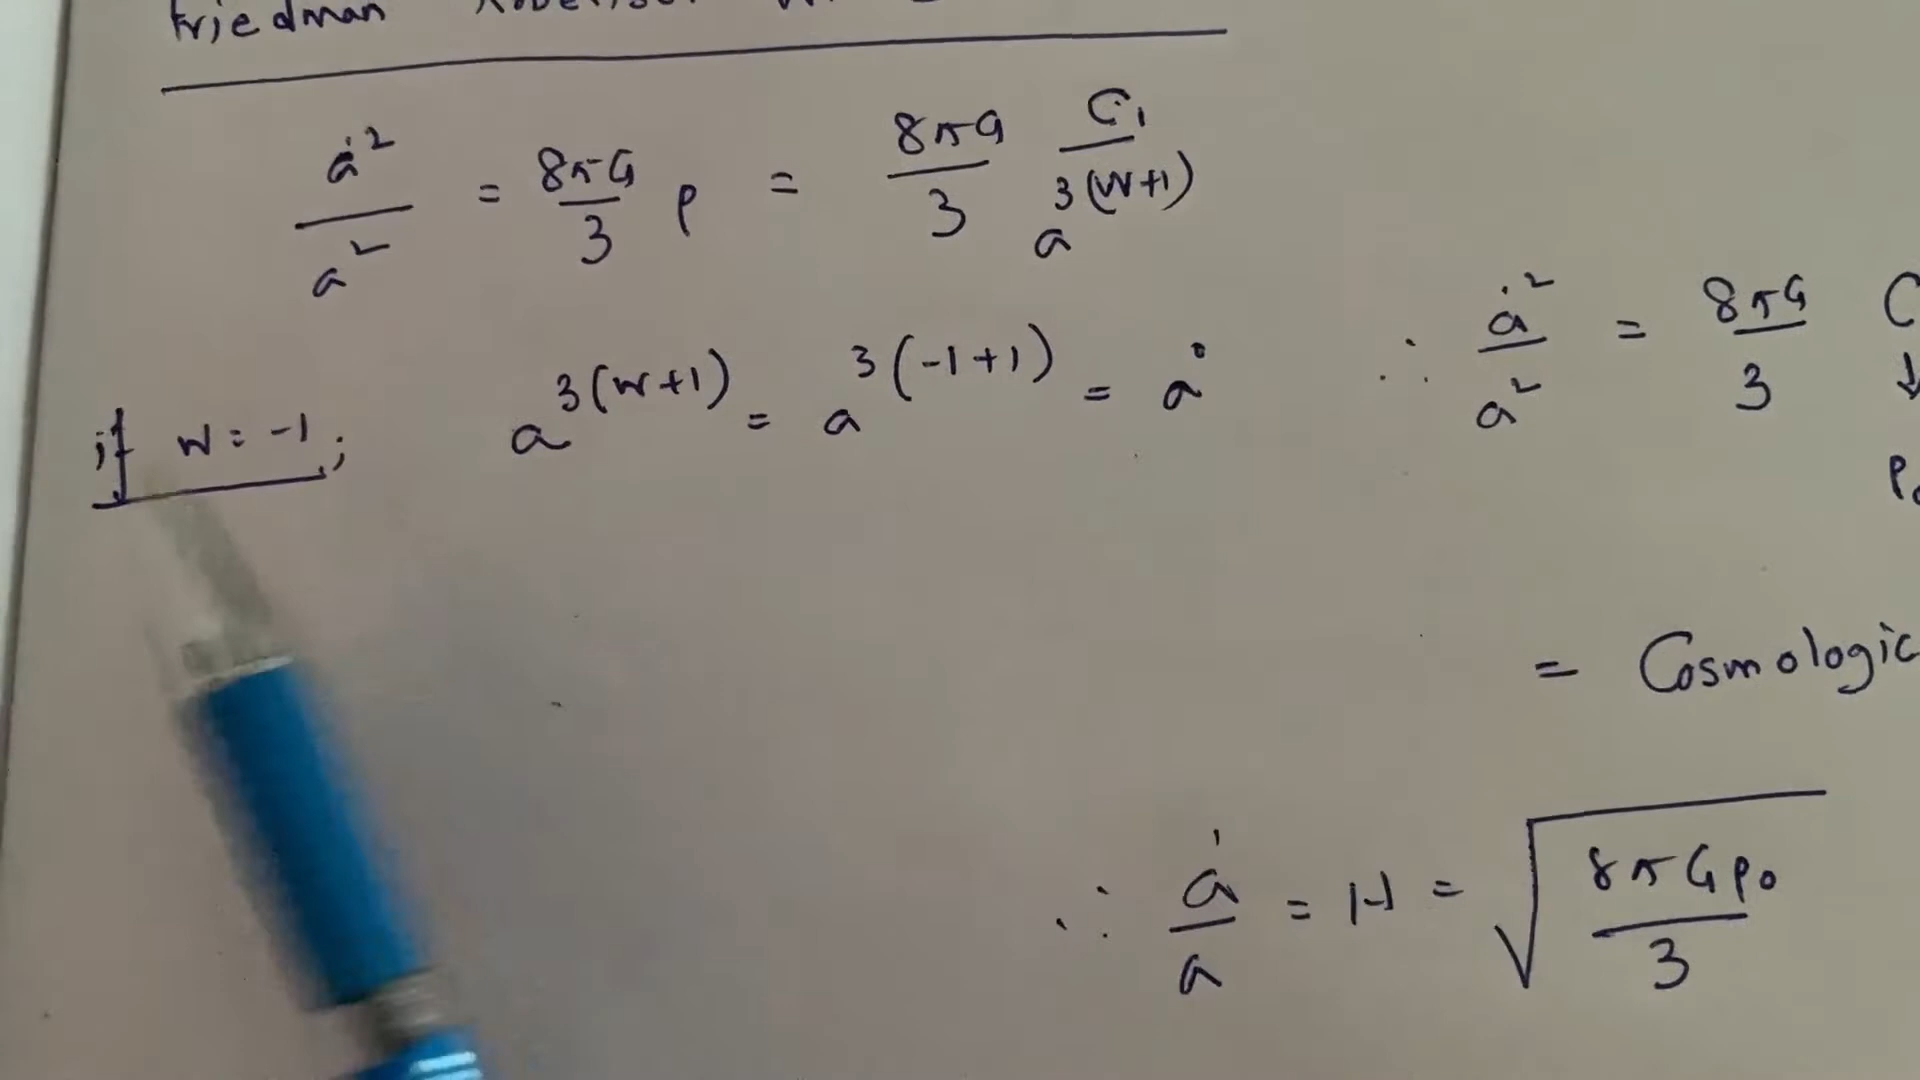 Friedman
ȧ²/a² = 8πG/3 ρ = 8πG/3 C₁/a^3(W+1)
if W = -1; a^3(W+1) = a^3(-1+1) = a⁰ ∴ ȧ²/a² = 8πG/3 C
↓
ρ₀
= Cosmologic
∴ ȧ/a = H = √(8πGρ₀/3)